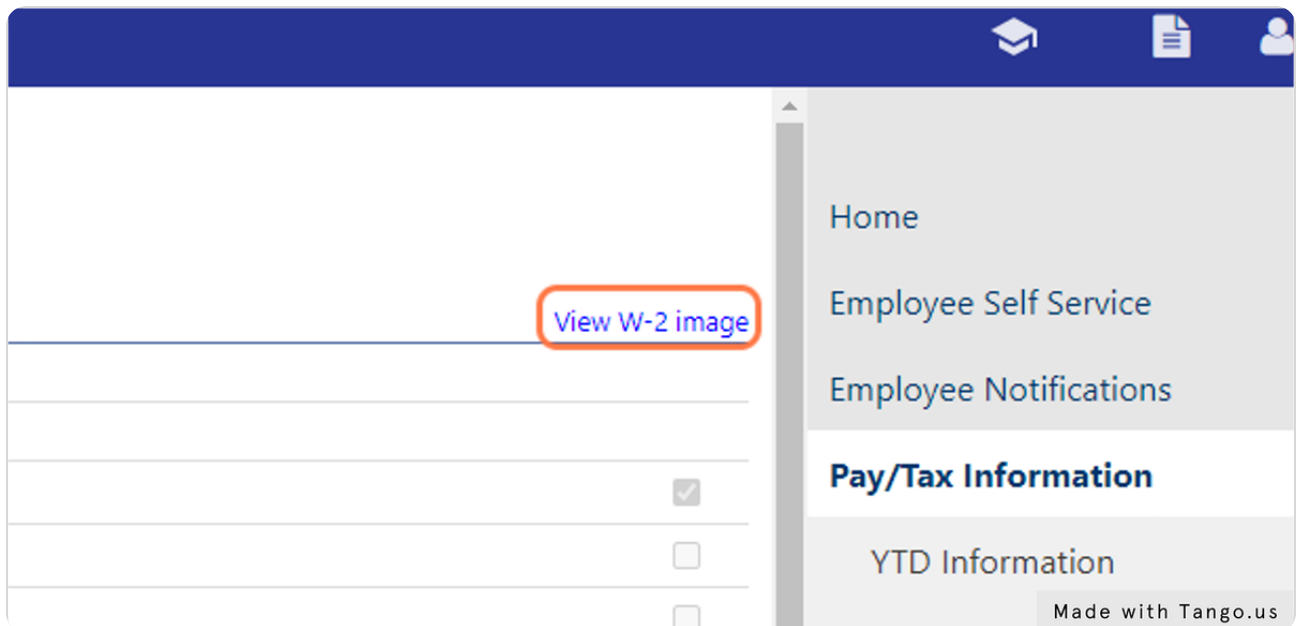 View W-2 image
Home
Employee Self Service
Employee Notifications
Pay/Tax Information
YTD Information
Made with Tango.us